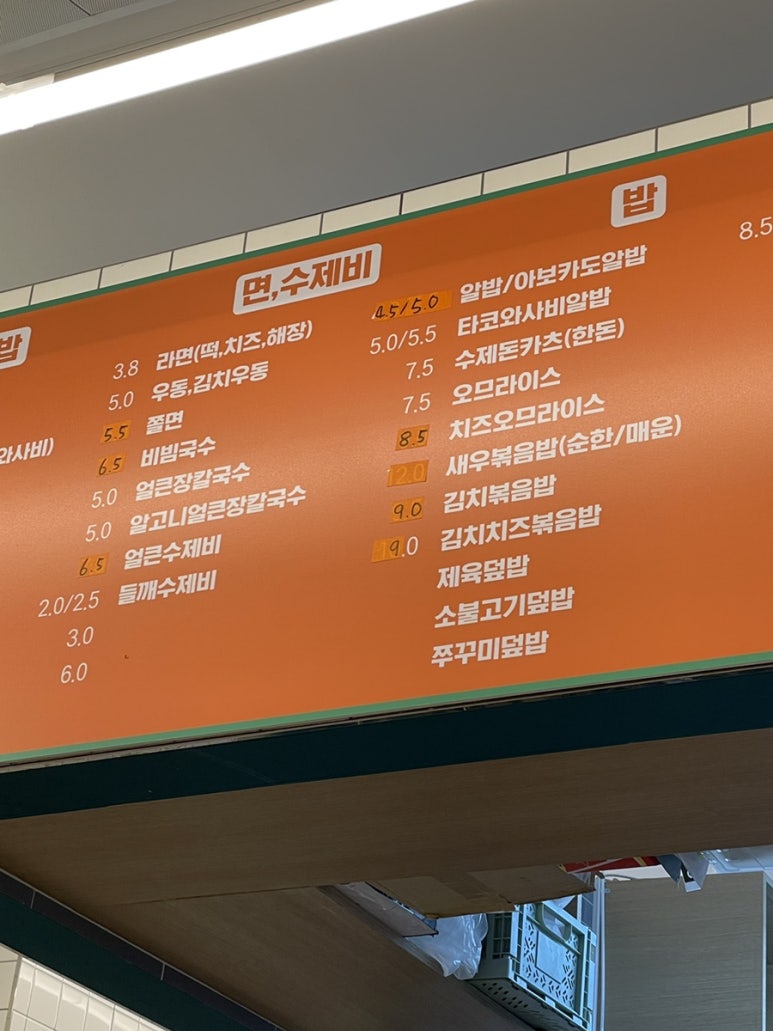 밥
와사비)
3.8
5.0
5.5
6.5
5.0
5.0
6.5
2.0/2.5
3.0
6.0
면,수제비
라면(떡,치즈,해장) 4.5/5.0
우동,김치우동 5.0/5.5
쫄면 7.5
비빔국수 7.5
얼큰장칼국수 8.5
알고니얼큰장칼국수 12.0
얼큰수제비 9.0
들깨수제비 9.0
밥
알밥/아보카도알밥 8.5
타코와사비알밥
수제돈카츠(한돈)
오므라이스
치즈오므라이스
새우볶음밥(순한/매운)
김치볶음밥
김치치즈볶음밥
제육덮밥
소불고기덮밥
쭈꾸미덮밥